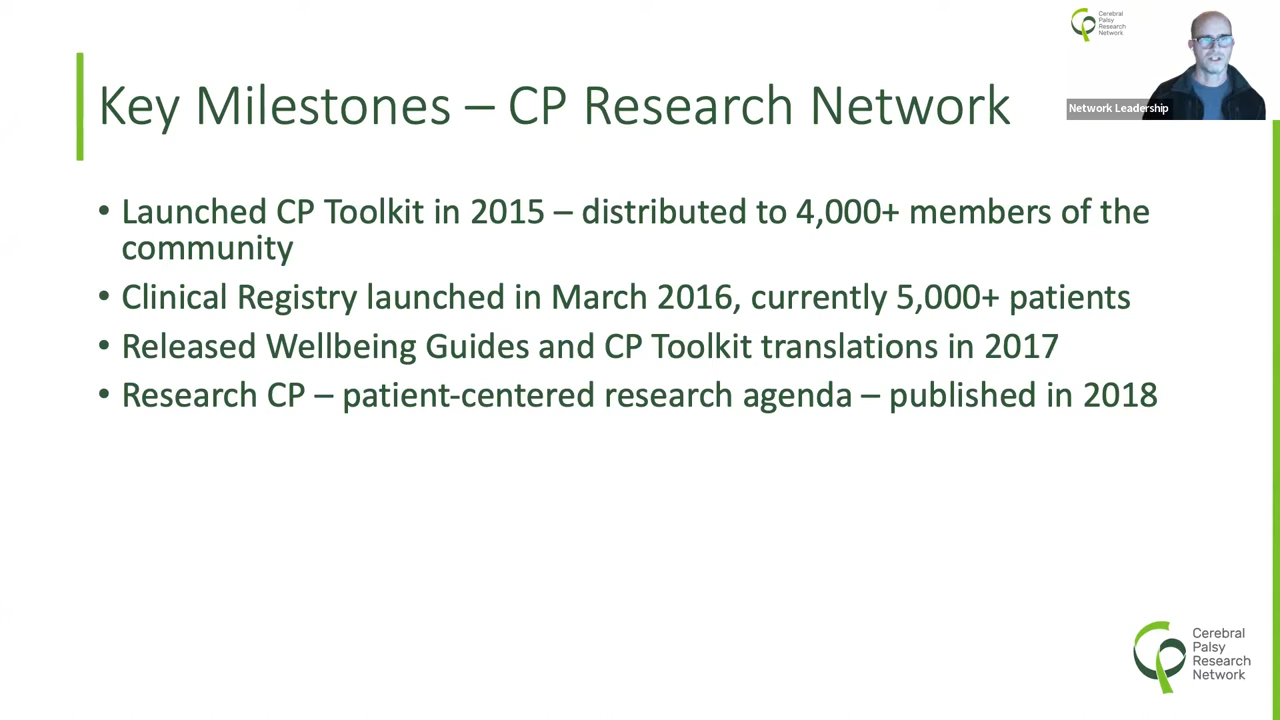 Cerebral
Palsy
Research
Network
Network Leadership
Key Milestones – CP Research Network
• Launched CP Toolkit in 2015 – distributed to 4,000+ members of the
community
• Clinical Registry launched in March 2016, currently 5,000+ patients
• Released Wellbeing Guides and CP Toolkit translations in 2017
• Research CP – patient-centered research agenda – published in 2018
Cerebral
Palsy
Research
Network